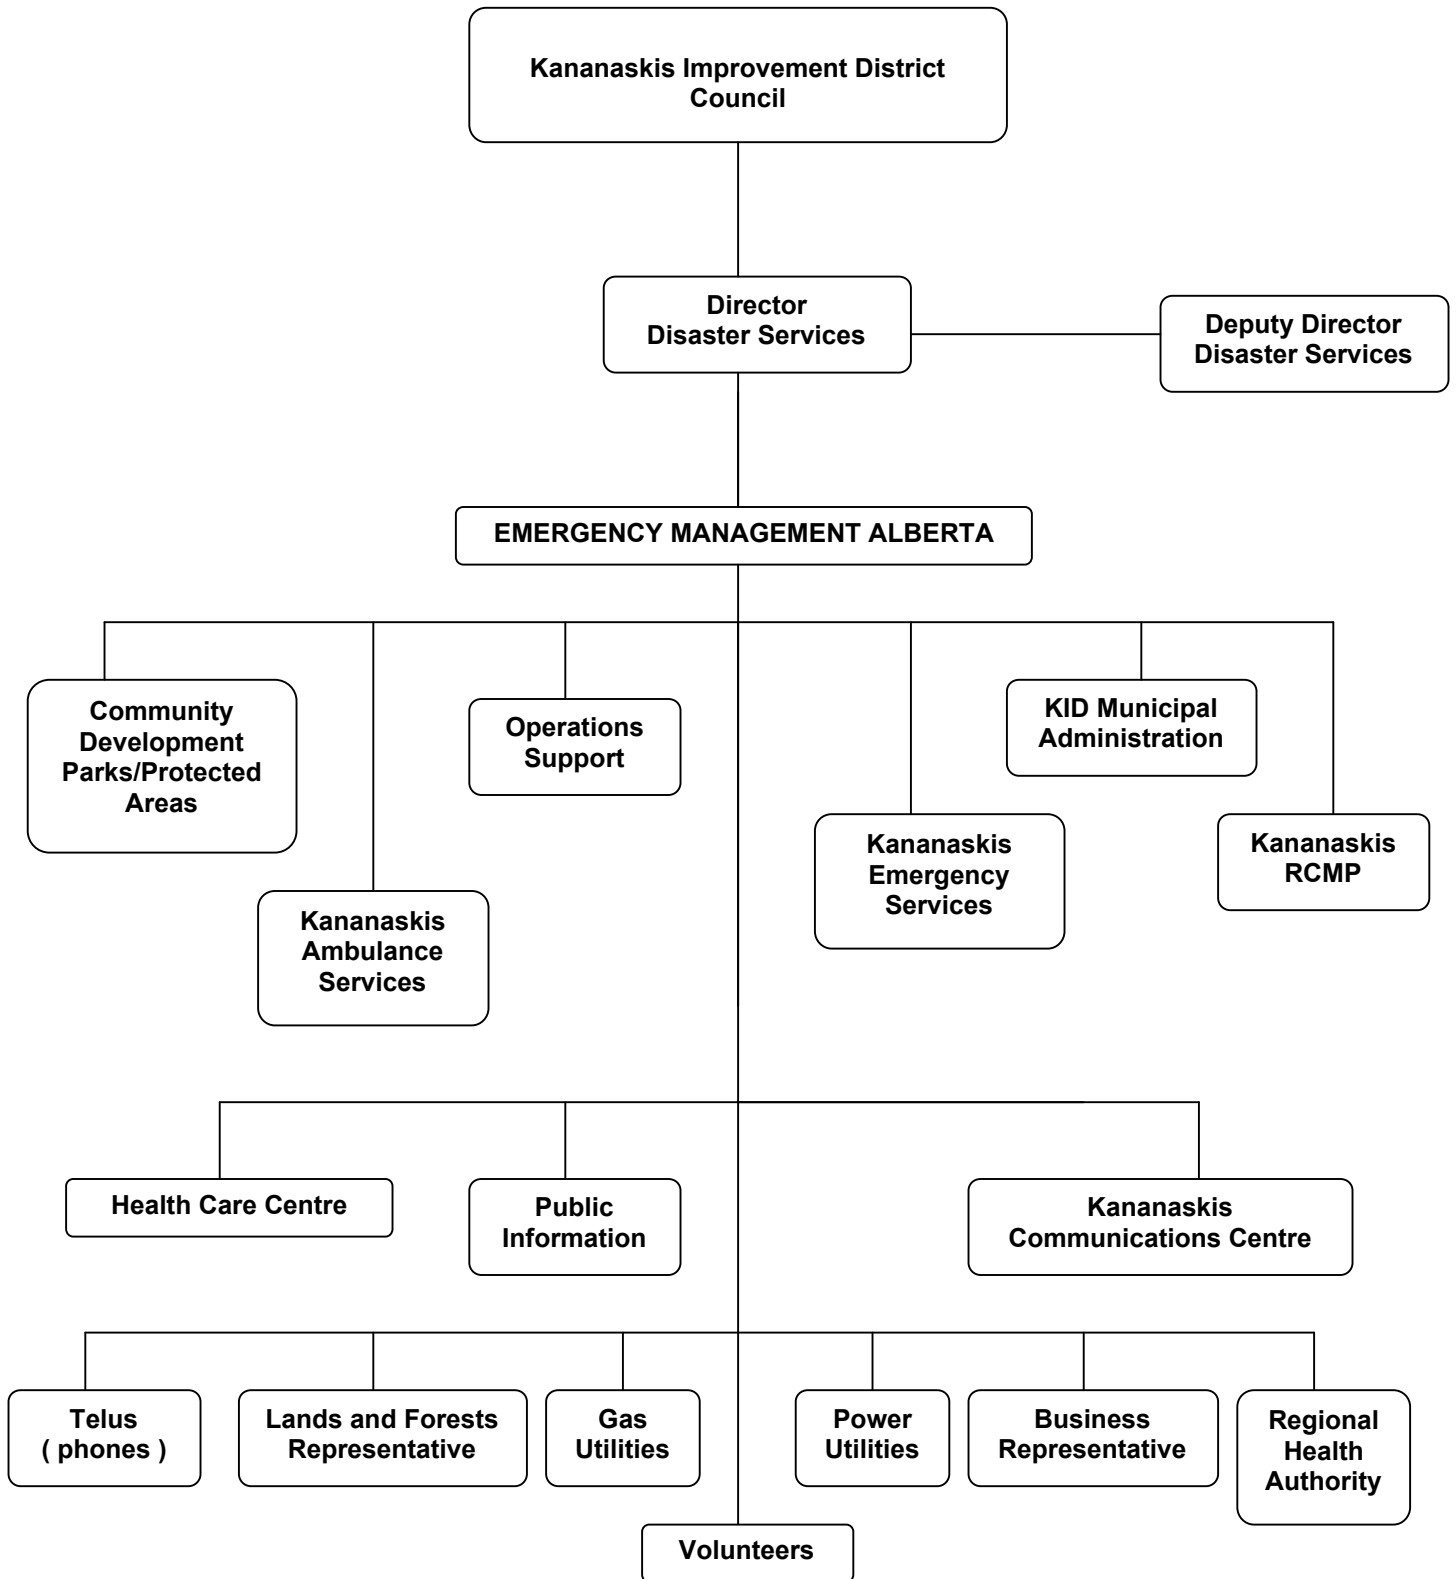 Kananaskis Improvement District
Council
Director
Disaster Services
Deputy Director
Disaster Services
EMERGENCY MANAGEMENT ALBERTA
Community
Development
Parks/Protected
Areas
Kananaskis
Ambulance
Services
Operations
Support
Kananaskis
Emergency
Services
KID Municipal
Administration
Kananaskis
RCMP
Health Care Centre
Public
Information
Kananaskis
Communications Centre
Telus
( phones )
Lands and Forests
Representative
Gas
Utilities
Power
Utilities
Business
Representative
Regional
Health
Authority
Volunteers